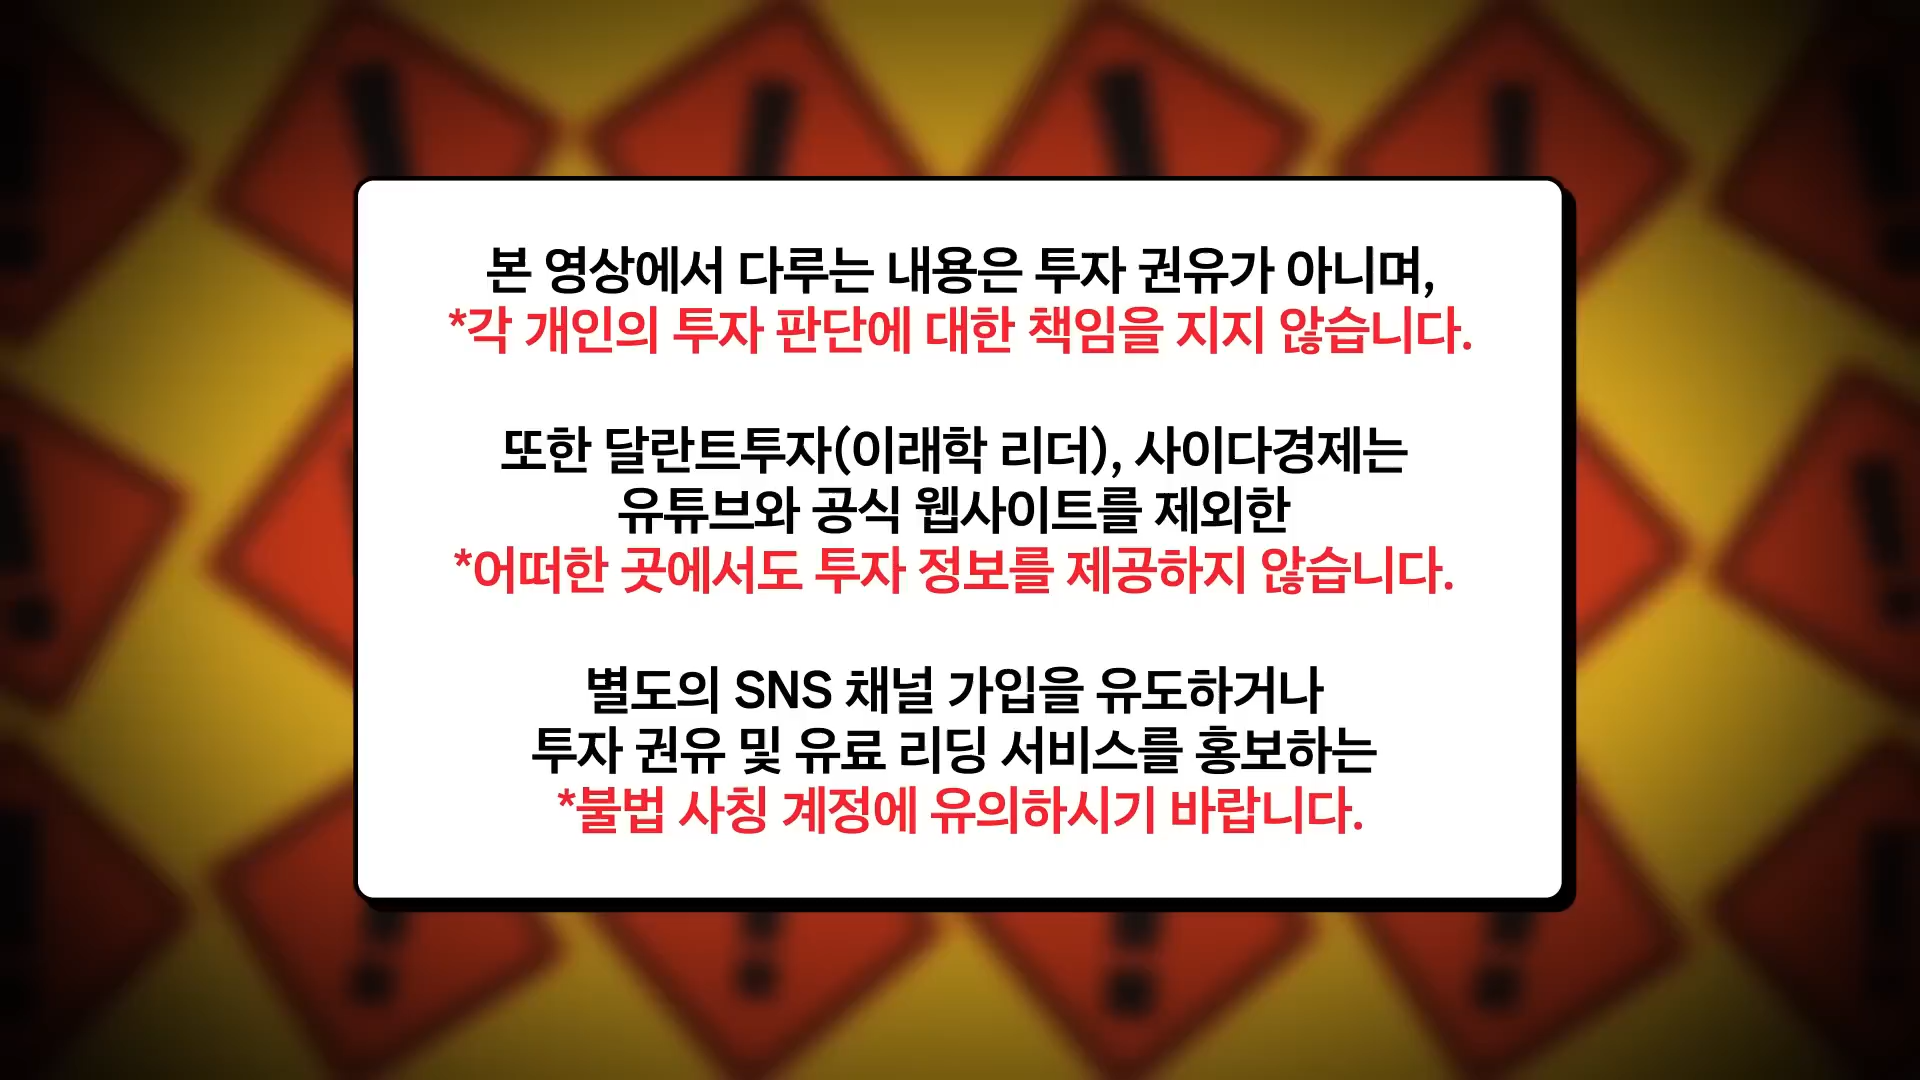 본 영상에서 다루는 내용은 투자 권유가 아니며,
*각 개인의 투자 판단에 대한 책임을 지지 않습니다.
또한 달란트투자(이래학 리더), 사이다경제는
유튜브와 공식 웹사이트를 제외한
*어떠한 곳에서도 투자 정보를 제공하지 않습니다.
별도의 SNS 채널 가입을 유도하거나
투자 권유 및 유료 리딩 서비스를 홍보하는
*불법 사칭 계정에 유의하시기 바랍니다.